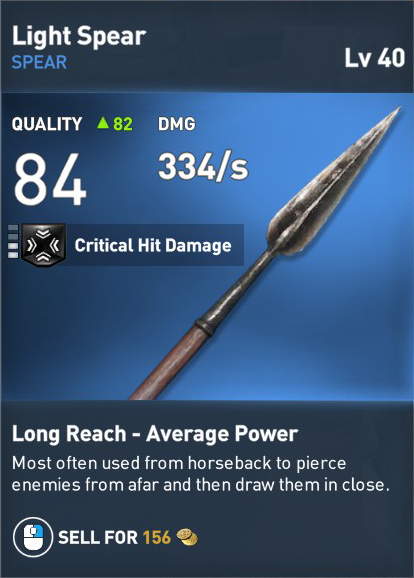 Light Spear
SPEAR
Lv 40
QUALITY ▲82 DMG
84 334/s
Critical Hit Damage
Long Reach - Average Power
Most often used from horseback to pierce
enemies from afar and then draw them in close.
SELL FOR 156